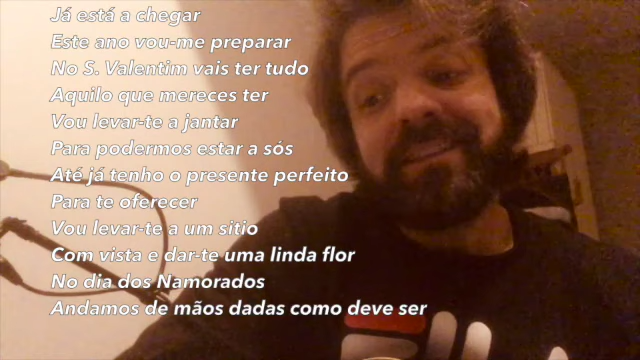 Já está a chegar
Este ano vou-me preparar
No S. Valentim vais ter tudo
Aquilo que mereces ter
Vou levar-te a jantar
Para podermos estar a sós
Até já tenho o presente perfeito
Para te oferecer
Vou levar-te a um sitio
Com vista e dar-te uma linda flor
No dia dos Namorados
Andamos de mãos dadas como deve ser